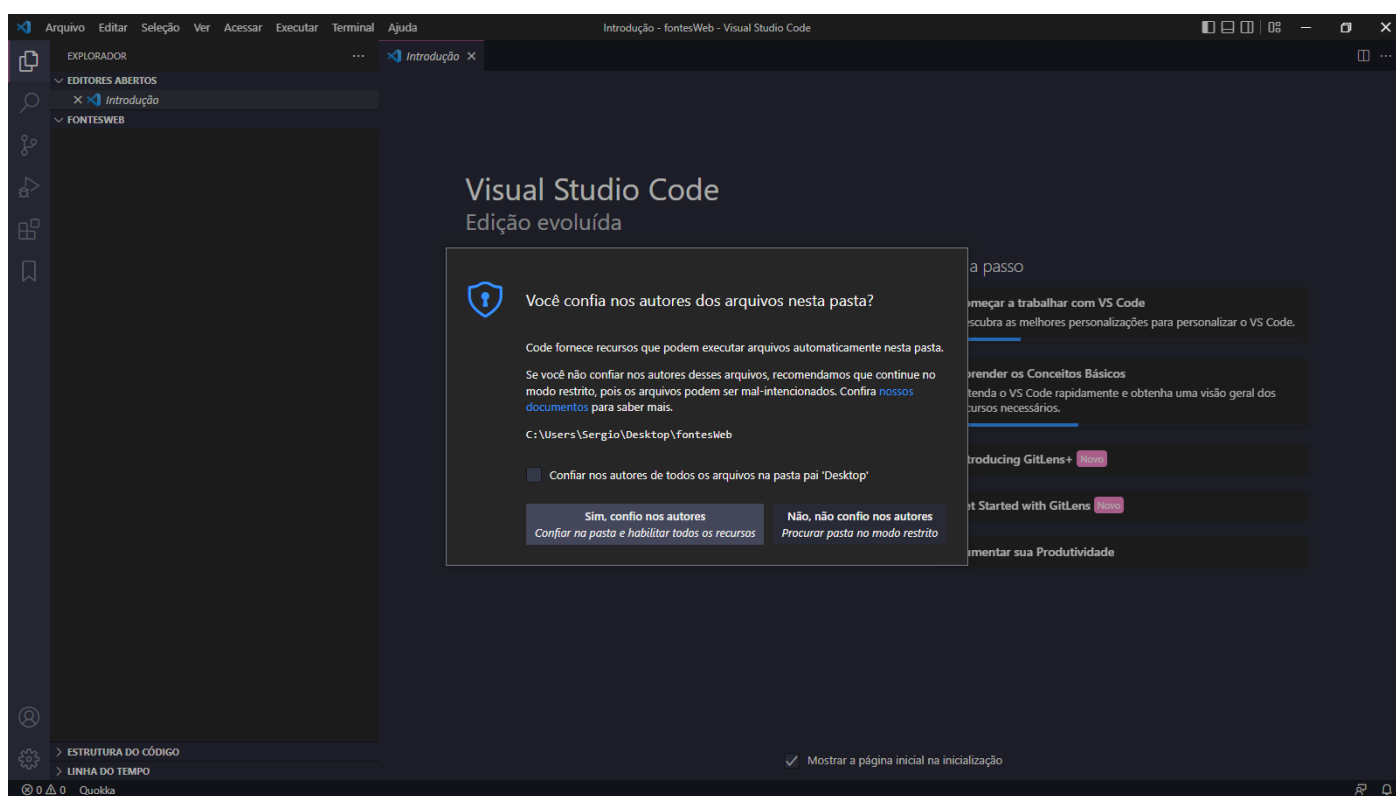 Arquivo Editar Seleção Ver Acessar Executar Terminal Ajuda
Introdução - fontesWeb - Visual Studio Code
EXPLORADOR
Introdução
EDITORES ABERTOS
Introdução
FONTESWEB
Visual Studio Code
Edição evoluída
a passo
Você confia nos autores dos arquivos nesta pasta?
Code fornece recursos que podem executar arquivos automaticamente nesta pasta.
Se você não confiar nos autores desses arquivos, recomendamos que continue no
modo restrito, pois os arquivos podem ser mal-intencionados. Confira nossos
documentos para saber mais.
C:\Users\Sergio\Desktop\fontesWeb
Confiar nos autores de todos os arquivos na pasta pai 'Desktop'
Sim, confio nos autores
Confiar na pasta e habilitar todos os recursos
Não, não confio nos autores
Procurar pasta no modo restrito
meçar a trabalhar com VS Code
scubra as melhores personalizações para personalizar o VS Code.
render os Conceitos Básicos
tenda o VS Code rapidamente e obtenha uma visão geral dos
cursos necessários.
troducing GitLens+ Novo
t Started with GitLens Novo
mentar sua Produtividade
ESTRUTURA DO CÓDIGO
LINHA DO TEMPO
Mostrar a página inicial na inicialização
0 0 Quokka